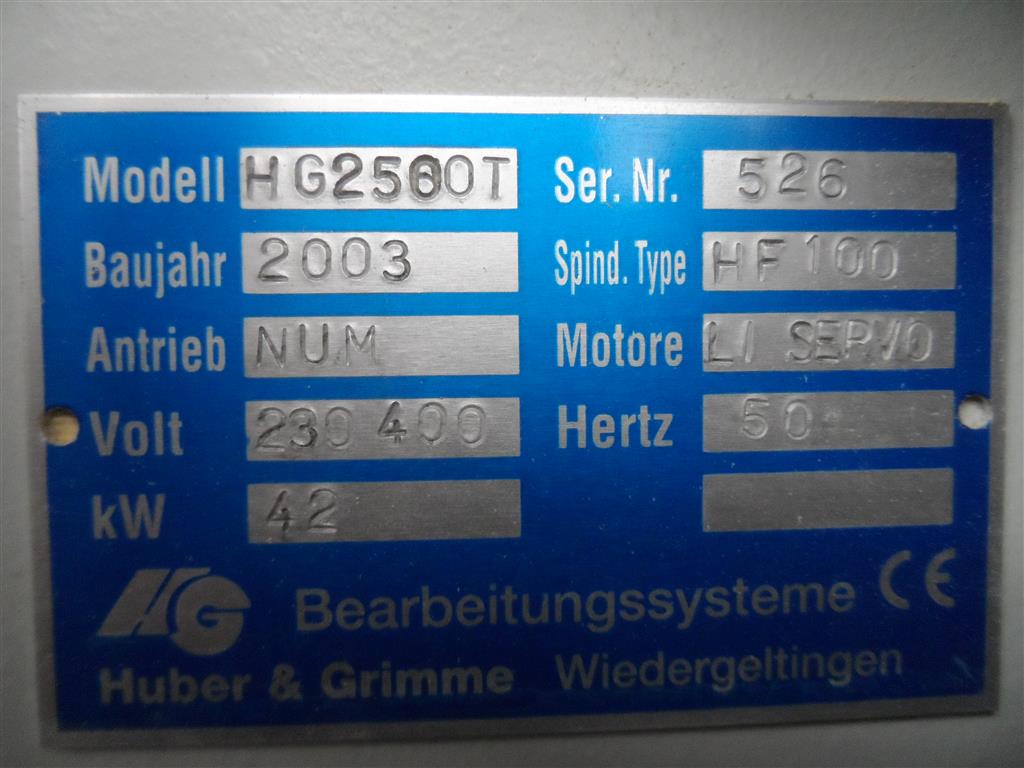 Modell HG2500T Ser. Nr. 526
Baujahr 2003 Spind. Type HF100
Antrieb NUM Motore LI SERVO
Volt 230 400 Hertz 50
kW 42
HG Bearbeitungssysteme CE
Huber & Grimme Wiedergeltingen